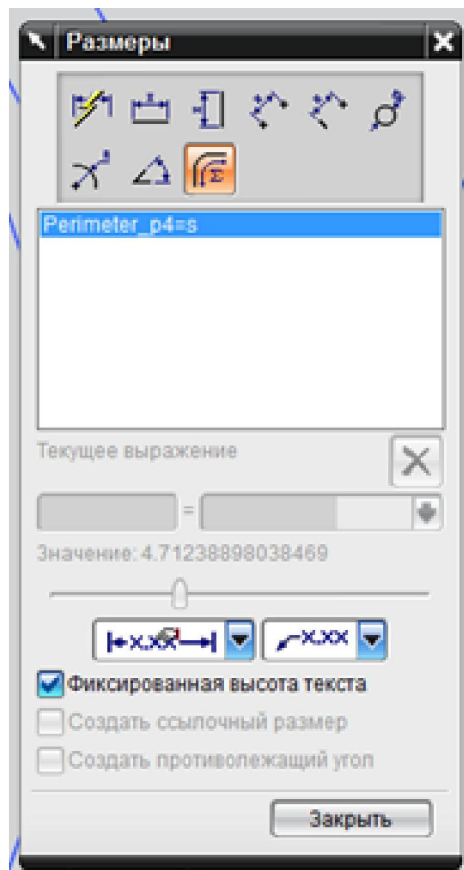 Размеры
Perimeter_p4=s
Текущее выражение
=
Значение: 4.71238898038469
x.xx
x.xx
Фиксированная высота текста
Создать ссылочный размер
Создать противолежащий угол
Закрыть